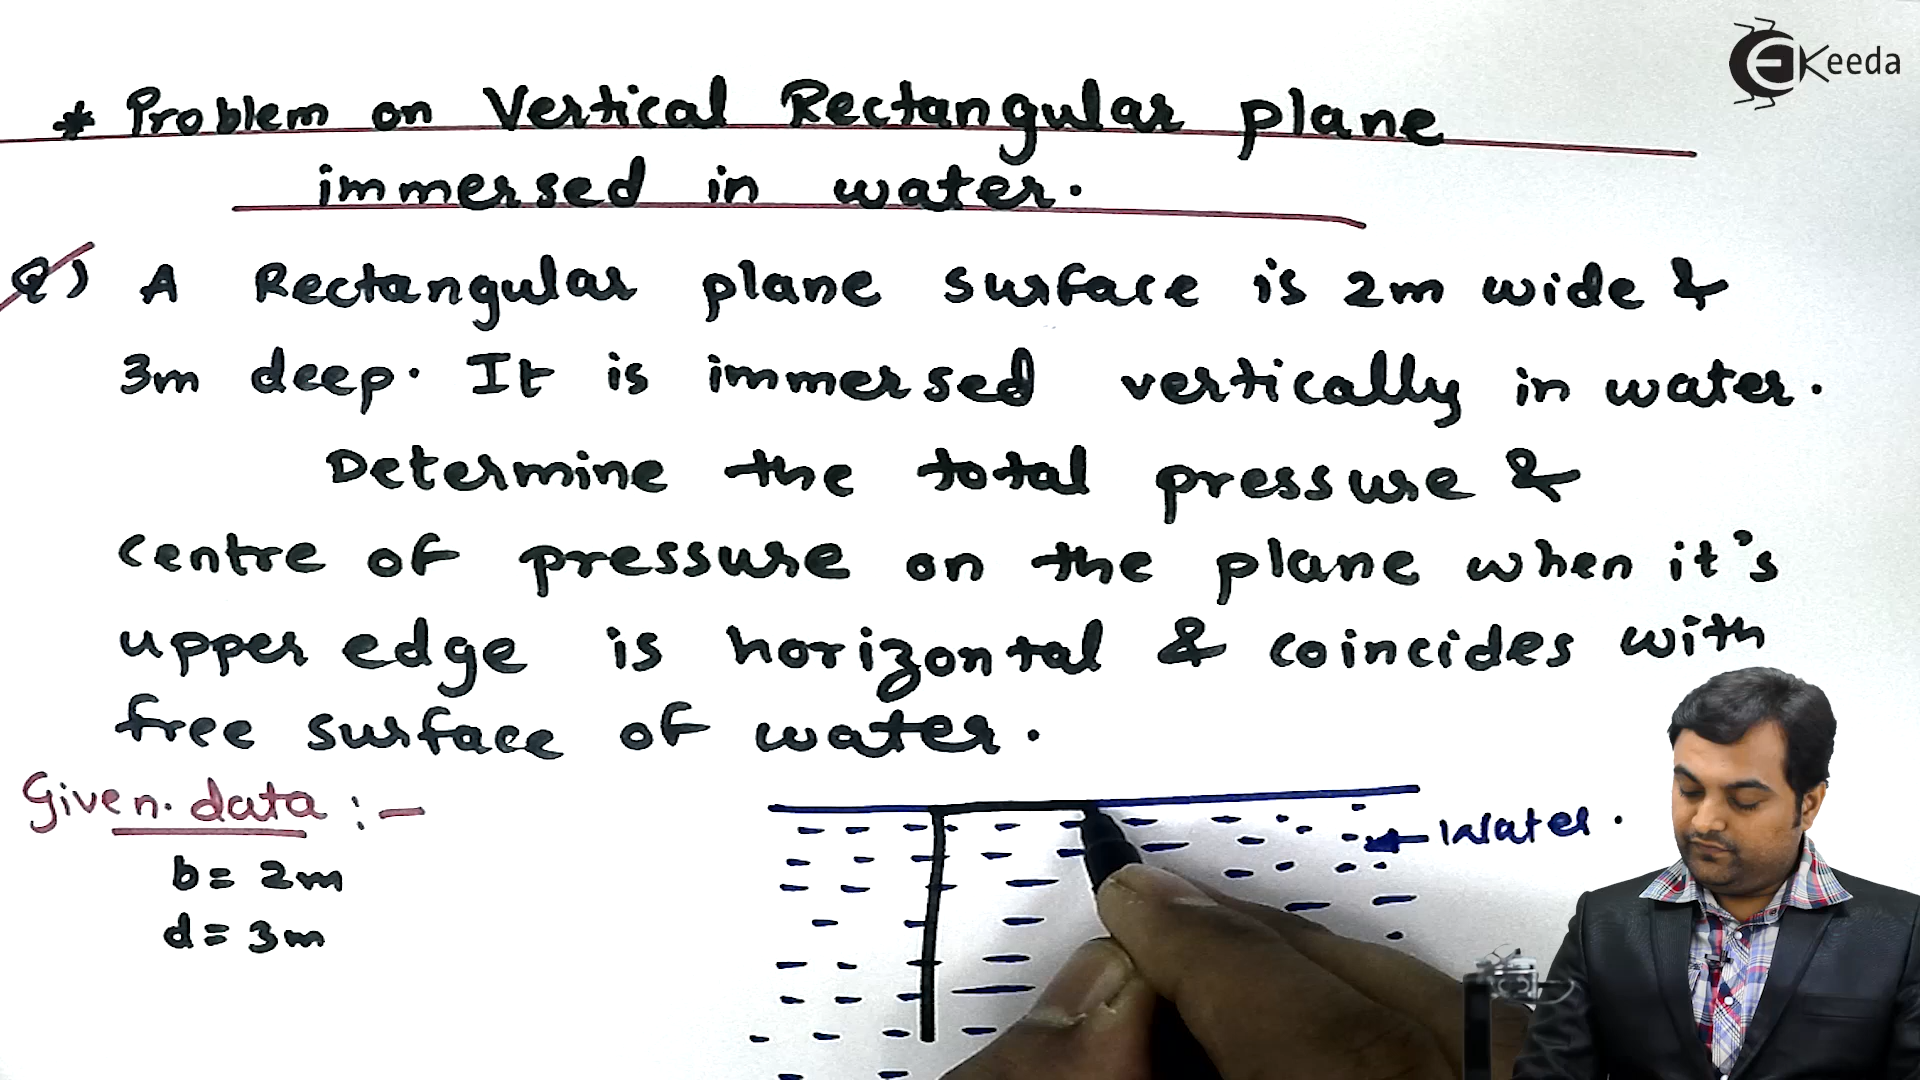 Keeda
* Problem on Vertical Rectangular plane
immersed in water.
Q) A Rectangular plane surface is 2m wide &
3m deep. It is immersed vertically in water.
Determine the total pressure &
centre of pressure on the plane when it's
upper edge is horizontal & coincides with
free surface of water.
Given data :-
b = 2m
d = 3m
Water.